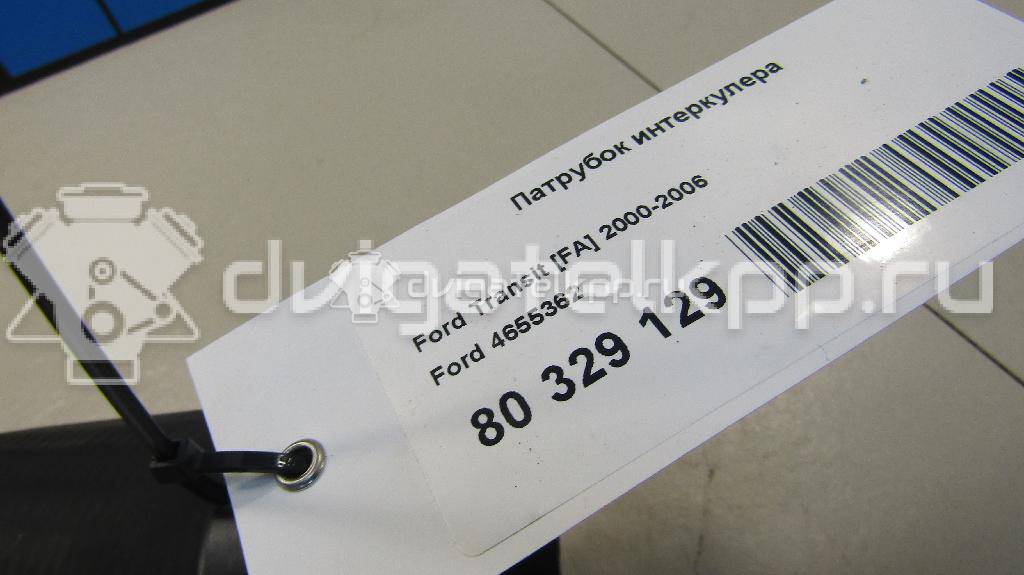 Патрубок интеркулера
Ford Transit [FA] 2000-2006
Ford 4655362
80 329 129
dvigatelkpp.ru